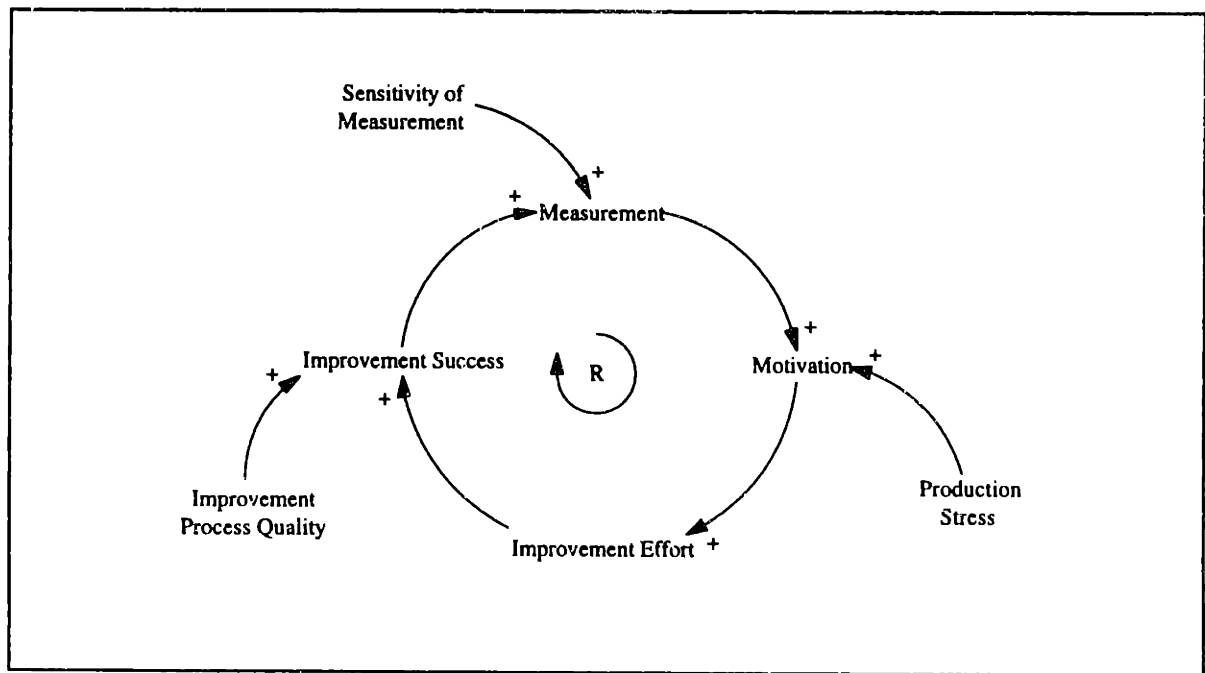 Sensitivity of
Measurement
+
+
Measurement
+
Improvement Success
R
Motivation
+
+
+
Improvement
Process Quality
Production
Stress
Improvement Effort
+